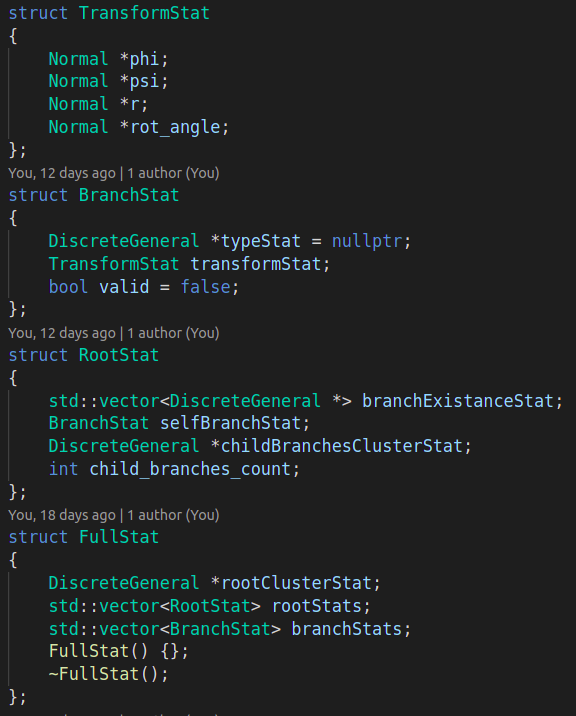 struct TransformStat
{
    Normal *phi;
    Normal *psi;
    Normal *r;
    Normal *rot_angle;
};
You, 12 days ago | 1 author (You)
struct BranchStat
{
    DiscreteGeneral *typeStat = nullptr;
    TransformStat transformStat;
    bool valid = false;
};
You, 12 days ago | 1 author (You)
struct RootStat
{
    std::vector<DiscreteGeneral *> branchExistanceStat;
    BranchStat selfBranchStat;
    DiscreteGeneral *childBranchesClusterStat;
    int child_branches_count;
};
You, 18 days ago | 1 author (You)
struct FullStat
{
    DiscreteGeneral *rootClusterStat;
    std::vector<RootStat> rootStats;
    std::vector<BranchStat> branchStats;
    FullStat() {};
    ~FullStat();
};